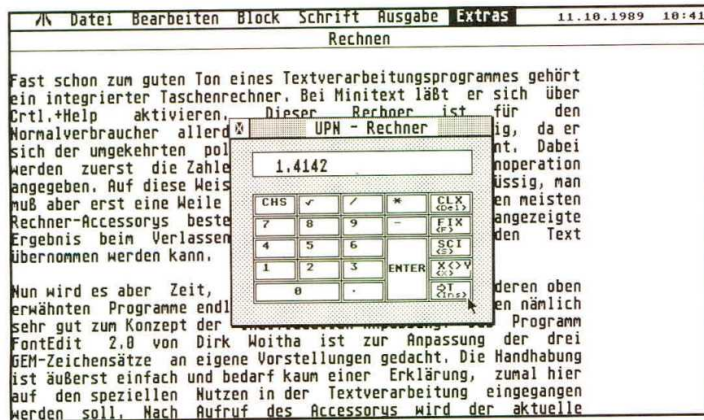 Datei Bearbeiten Block Schrift Ausgabe Extras 11.10.1989 10:41
Rechnen
Fast schon zum guten Ton eines Textverarbeitungsprogrammes gehört
ein integrierter Taschenrechner. Bei Minitext läßt er sich über
Crtl.+Help aktivieren. Dieser Rechner ist für den
Normalverbraucher allerd ig, da er
sich der umgekehrten pol nt. Dabei
werden zuerst die Zahle noperation
angegeben. Auf diese Weis üssig, man
muß aber erst eine Weile en meisten
Rechner-Accessorys beste angezeigte
Ergebnis beim Verlassen den Text
übernommen werden kann.
UPN - Rechner
1.4142
CHS √ / * CLX <Del>
7 8 9 - FIX <F>
4 5 6 SCI <S>
1 2 3 ENTER X<>Y <X>
0 . ➪T <Ins>
Nun wird es aber Zeit, deren oben
erwähnten Programme endl en nämlich
sehr gut zum Konzept der Programm
FontEdit 2.0 von Dirk Woitha ist zur Anpassung der drei
GEM-Zeichensätze an eigene Vorstellungen gedacht. Die Handhabung
ist äußerst einfach und bedarf kaum einer Erklärung, zumal hier
auf den speziellen Nutzen in der Textverarbeitung eingegangen
werden soll. Nach Aufruf des Accessorys wird der aktuelle